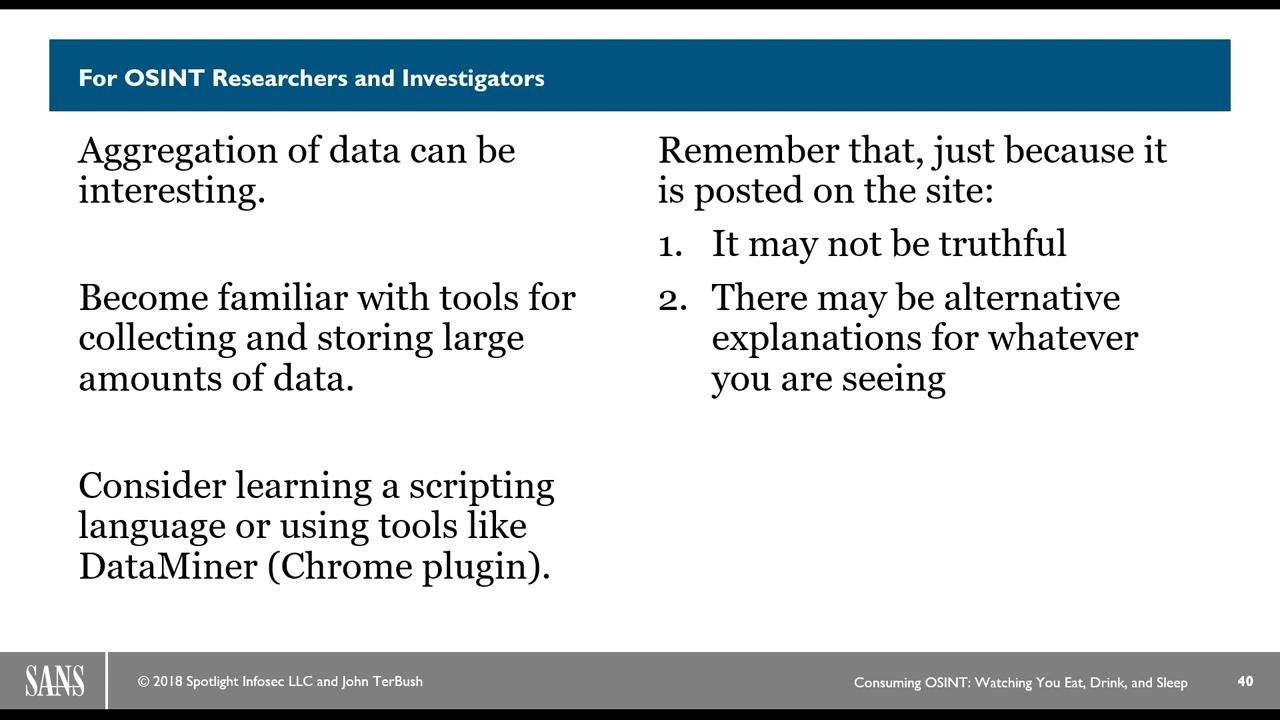 For OSINT Researchers and Investigators
Aggregation of data can be
interesting.
Become familiar with tools for
collecting and storing large
amounts of data.
Consider learning a scripting
language or using tools like
DataMiner (Chrome plugin).
Remember that, just because it
is posted on the site:
1. It may not be truthful
2. There may be alternative
explanations for whatever
you are seeing
SANS
© 2018 Spotlight Infosec LLC and John TerBush
Consuming OSINT: Watching You Eat, Drink, and Sleep
40